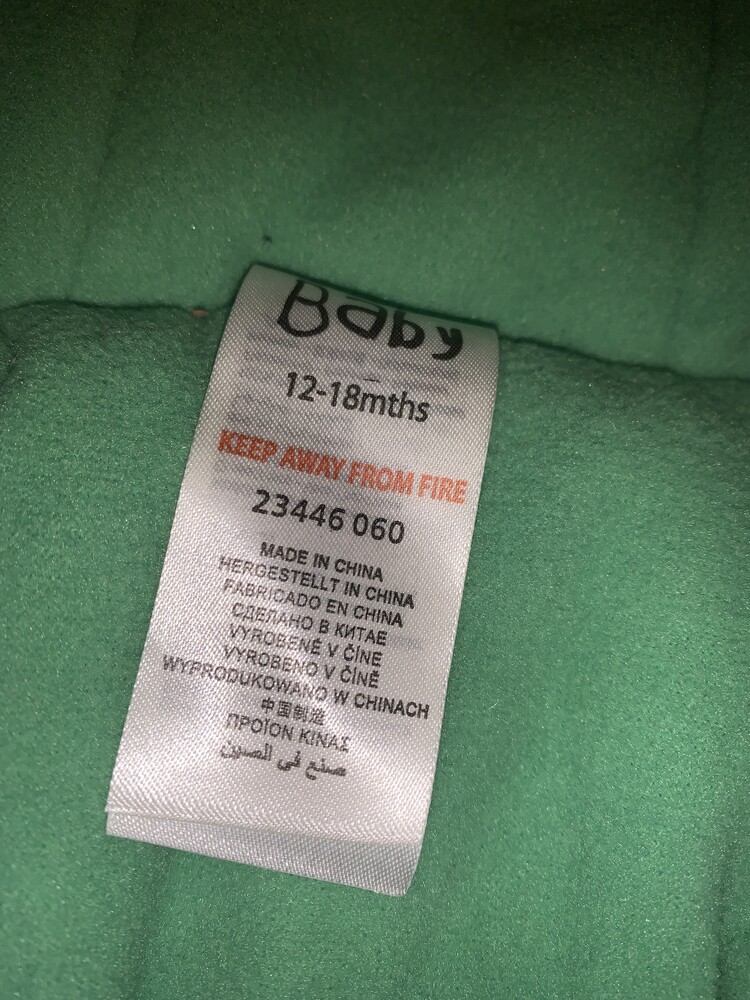 Baby
12-18mths
KEEP AWAY FROM FIRE
23446 060
MADE IN CHINA
HERGESTELLT IN CHINA
FABRICADO EN CHINA
СДЕЛАНО В КИТАЕ
VYROBENÉ V ČÍNE
VYROBENO V ČÍNĚ
WYPRODUKOWANO W CHINACH
中国制造
ΠΡΟΪΟΝ ΚΙΝΑΣ
صنع في الصين